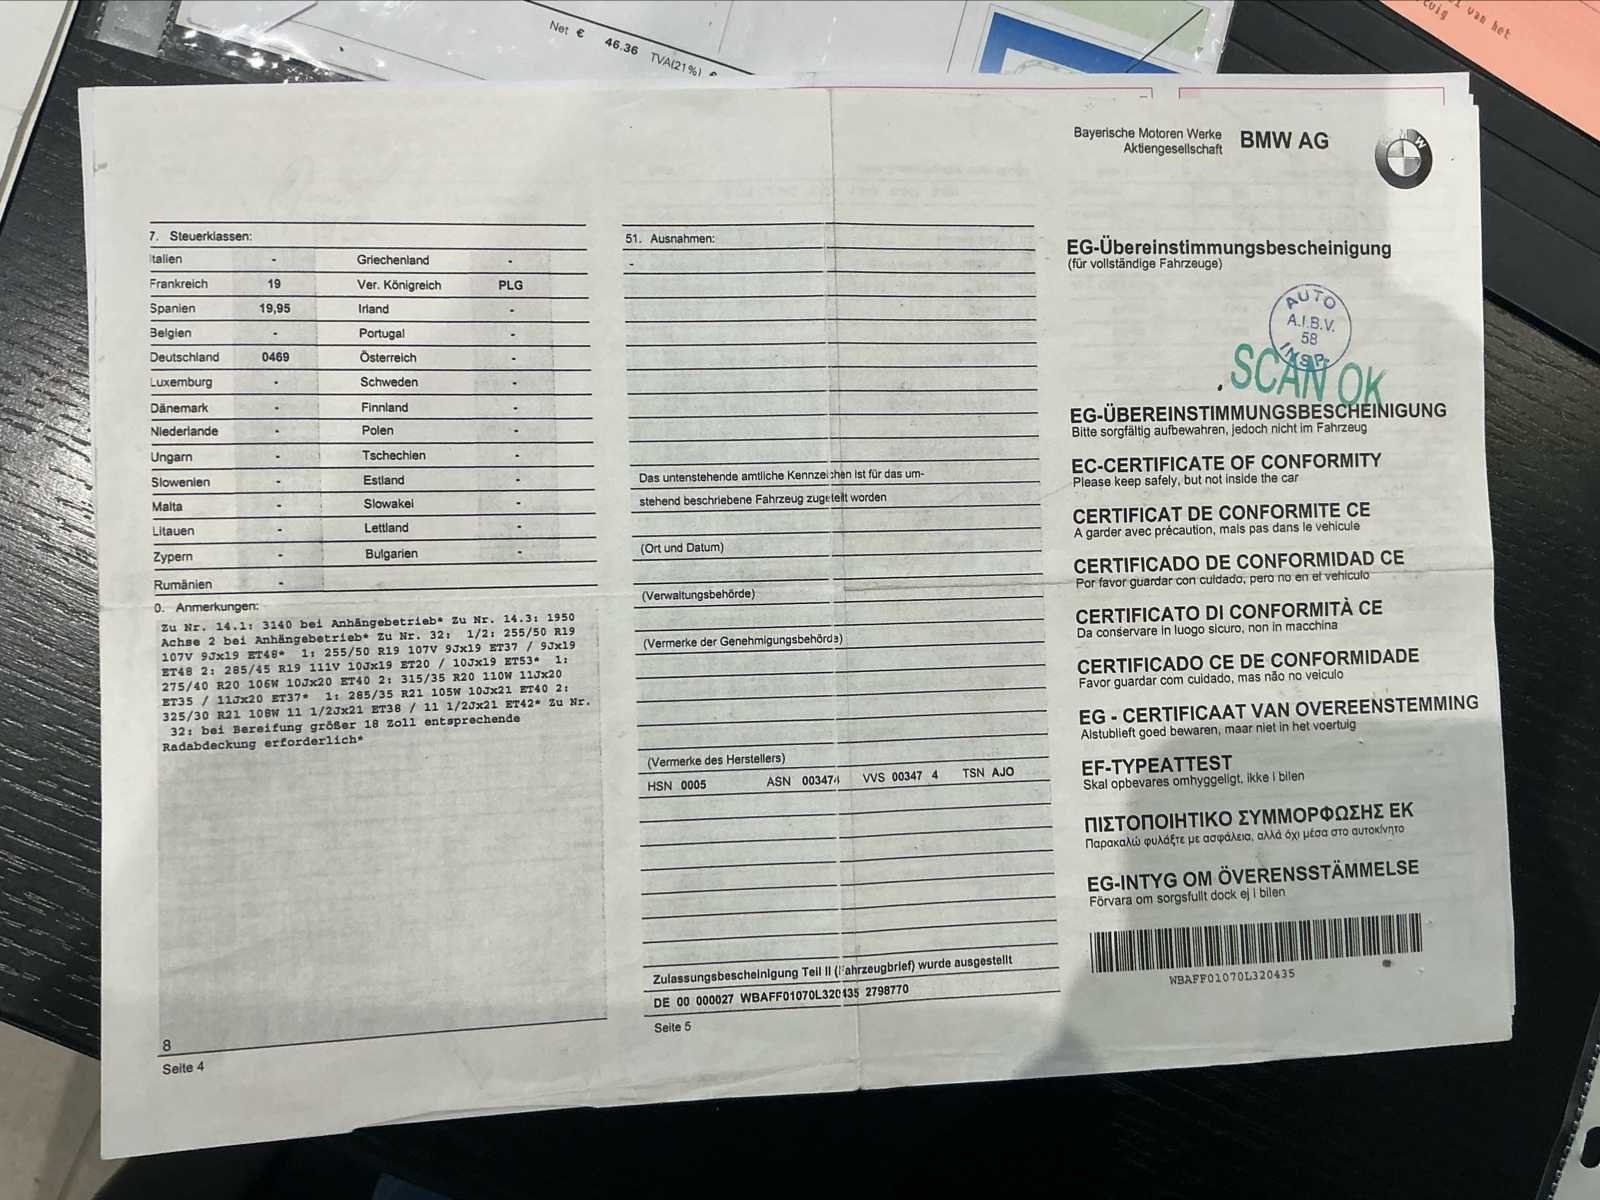 Net € 46.36 TVA(21%) €
van het
Bayerische Motoren Werke
Aktiengesellschaft
BMW AG
7. Steuerklassen:
Italien - Griechenland -
Frankreich 19 Ver. Königreich PLG
Spanien 19,95 Irland -
Belgien - Portugal -
Deutschland 0469 Österreich -
Luxemburg - Schweden -
Dänemark - Finnland -
Niederlande - Polen -
Ungarn - Tschechien -
Slowenien - Estland -
Malta - Slowakei -
Litauen - Lettland -
Zypern - Bulgarien -
Rumänien -
0. Anmerkungen:
Zu Nr. 14.1: 3140 bei Anhängebetrieb* Zu Nr. 14.3: 1950
Achse 2 bei Anhängebetrieb* Zu Nr. 32: 1/2: 255/50 R19
107V 9Jx19 ET48* 1: 255/50 R19 107V 9Jx19 ET37 / 9Jx19
ET48 2: 285/45 R19 111V 10Jx19 ET20 / 10Jx19 ET53* 1:
275/40 R20 106W 10Jx20 ET40 2: 315/35 R20 110W 11Jx20
ET35 / 11Jx20 ET37* 1: 285/35 R21 105W 10Jx21 ET40 2:
325/30 R21 108W 11 1/2Jx21 ET38 / 11 1/2Jx21 ET42* Zu Nr.
32: bei Bereifung größer 18 Zoll entsprechende
Radabdeckung erforderlich*
8
Seite 4
51. Ausnahmen:
-
Das untenstehende amtliche Kennzeichen ist für das um-
stehend beschriebene Fahrzeug zugeteilt worden
(Ort und Datum)
(Verwaltungsbehörde)
(Vermerke der Genehmigungsbehörde)
(Vermerke des Herstellers)
HSN 0005 ASN 003474 VVS 00347 4 TSN AJO
Zulassungsbescheinigung Teil II (Fahrzeugbrief) wurde ausgestellt
DE 00 000027 WBAFF01070L320435 2798770
Seite 5
EG-Übereinstimmungsbescheinigung
(für vollständige Fahrzeuge)
AUTO
A.I.B.V.
58
INSP.
SCAN OK
EG-ÜBEREINSTIMMUNGSBESCHEINIGUNG
Bitte sorgfältig aufbewahren, jedoch nicht im Fahrzeug
EC-CERTIFICATE OF CONFORMITY
Please keep safely, but not inside the car
CERTIFICAT DE CONFORMITE CE
A garder avec précaution, mais pas dans le vehicule
CERTIFICADO DE CONFORMIDAD CE
Por favor guardar con cuidado, pero no en el vehiculo
CERTIFICATO DI CONFORMITÀ CE
Da conservare in luogo sicuro, non in macchina
CERTIFICADO CE DE CONFORMIDADE
Favor guardar com cuidado, mas não no veiculo
EG - CERTIFICAAT VAN OVEREENSTEMMING
Alstublieft goed bewaren, maar niet in het voertuig
EF-TYPEATTEST
Skal opbevares omhyggeligt, ikke i bilen
ΠΙΣΤΟΠΟΙΗΤΙΚΟ ΣΥΜΜΟΡΦΩΣΗΣ ΕΚ
Παρακαλώ φυλάξτε με ασφάλεια, αλλά όχι μέσα στο αυτοκίνητο
EG-INTYG OM ÖVERENSSTÄMMELSE
Förvara om sorgsfullt dock ej i bilen
WBAFF01070L320435